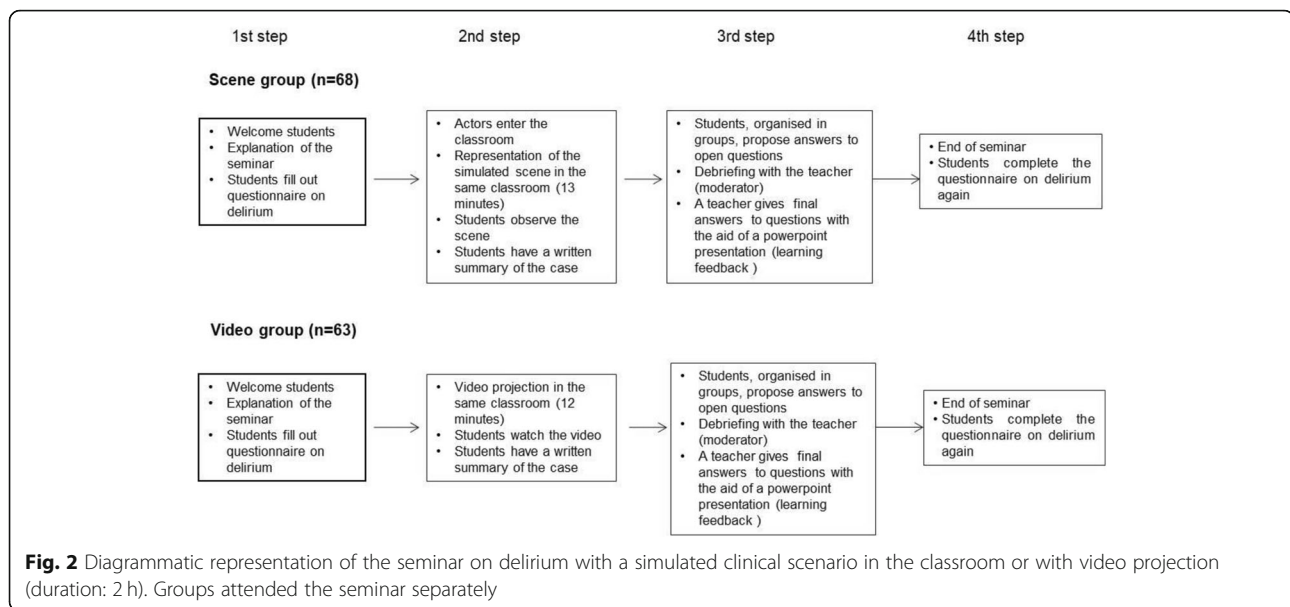 1st step
2nd step
3rd step
4th step
Scene group (n=68)
• Welcome students
• Explanation of the
seminar
• Students fill out
questionnaire on
delirium
• Actors enter the
classroom
• Representation of the
simulated scene in the
same classroom (13
minutes)
• Students observe the
scene
• Students have a written
summary of the case
• Students, organised in
groups, propose answers to
open questions
• Debriefing with the teacher
(moderator)
• A teacher gives final
answers to questions with
the aid of a powerpoint
presentation (learning
feedback )
• End of seminar
• Students complete the
questionnaire on delirium
again
Video group (n=63)
• Welcome students
• Explanation of the
seminar
• Students fill out
questionnaire on
delirium
• Video projection in the
same classroom (12
minutes)
• Students watch the video
• Students have a written
summary of the case
• Students, organised in
groups, propose answers to
open questions
• Debriefing with the teacher
(moderator)
• A teacher gives final
answers to questions with
the aid of a powerpoint
presentation (learning
feedback )
• End of seminar
• Students complete the
questionnaire on delirium
again
Fig. 2 Diagrammatic representation of the seminar on delirium with a simulated clinical scenario in the classroom or with video projection
(duration: 2 h). Groups attended the seminar separately